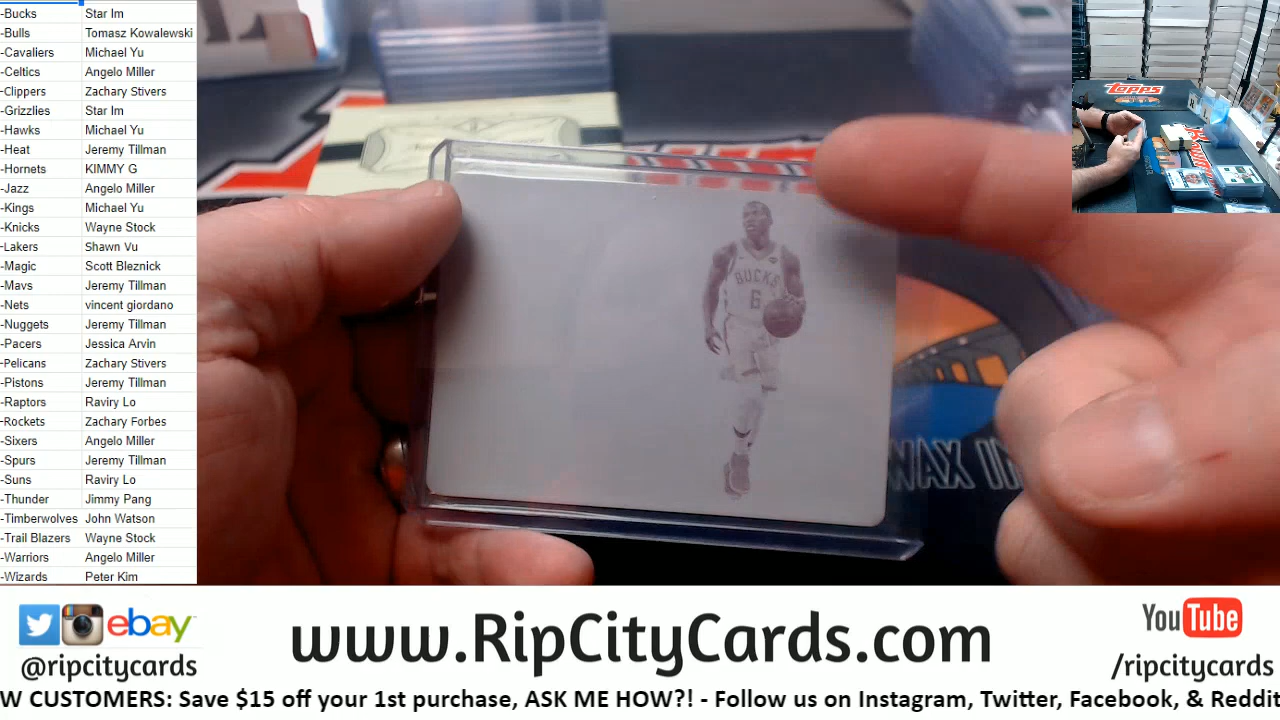 -Bucks Star Im
-Bulls Tomasz Kowalewski
-Cavaliers Michael Yu
-Celtics Angelo Miller
-Clippers Zachary Stivers
-Grizzlies Star Im
-Hawks Michael Yu
-Heat Jeremy Tillman
-Hornets KIMMY G
-Jazz Angelo Miller
-Kings Michael Yu
-Knicks Wayne Stock
-Lakers Shawn Vu
-Magic Scott Bleznick
-Mavs Jeremy Tillman
-Nets vincent giordano
-Nuggets Jeremy Tillman
-Pacers Jessica Arvin
-Pelicans Zachary Stivers
-Pistons Jeremy Tillman
-Raptors Raviry Lo
-Rockets Zachary Forbes
-Sixers Angelo Miller
-Spurs Jeremy Tillman
-Suns Raviry Lo
-Thunder Jimmy Pang
-Timberwolves John Watson
-Trail Blazers Wayne Stock
-Warriors Angelo Miller
-Wizards Peter Kim
Topps
BUCKS
6
WAX
ebay
@ripcitycards
www.RipCityCards.com
YouTube
/ripcitycards
W CUSTOMERS: Save $15 off your 1st purchase, ASK ME HOW?! - Follow us on Instagram, Twitter, Facebook, & Reddit